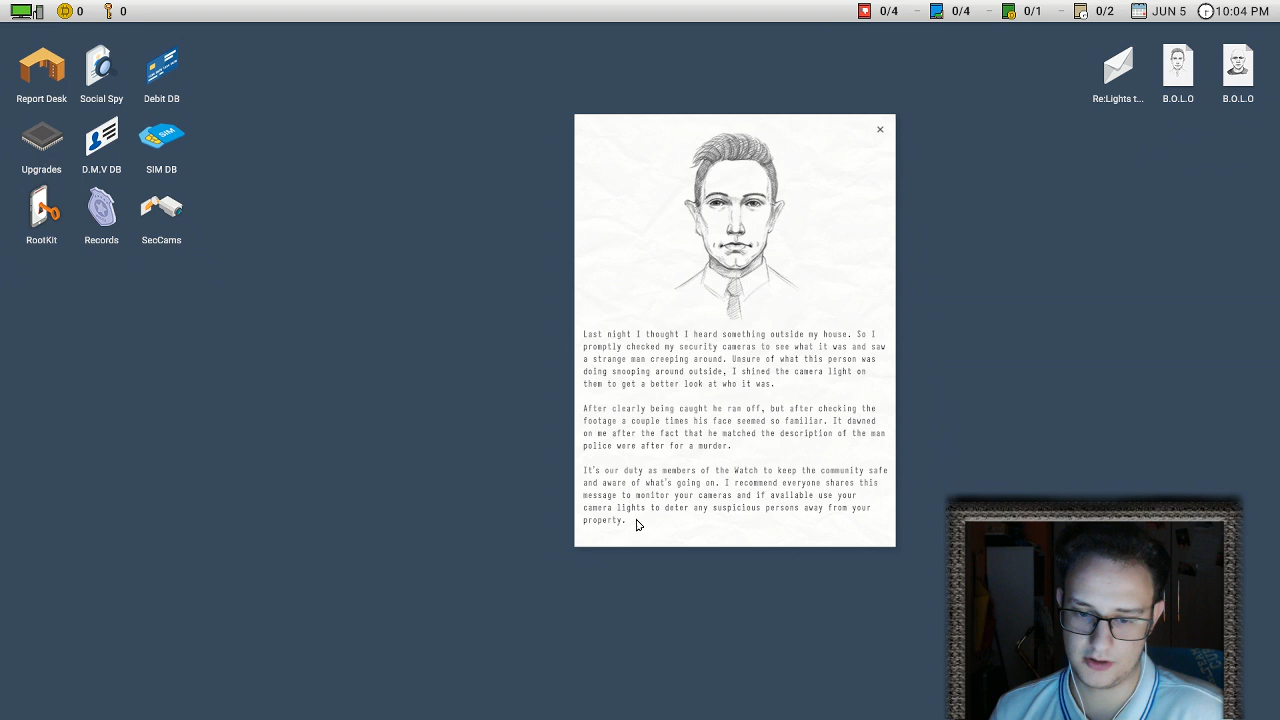 0
0
0/4
0/4
0/1
0/2
JUN 5
10:04 PM
Report Desk
Social Spy
Debit DB
Re:Lights t...
B.O.L.O
B.O.L.O
Upgrades
D.M.V DB
SIM DB
SIM
RootKit
Records
SecCams
Last night I thought I heard something outside my house. So I
promptly checked my security cameras to see what it was and saw
a strange man creeping around. Unsure of what this person was
doing snooping around outside, I shined the camera light on
them to get a better look at who it was.
After clearly being caught he ran off, but after checking the
footage a couple times his face seemed so familiar. It dawned
on me after the fact that he matched the description of the man
police were after for a murder.
It's our duty as members of the Watch to keep the community safe
and aware of what's going on. I recommend everyone shares this
message to monitor your cameras and if available use your
camera lights to deter any suspicious persons away from your
property.